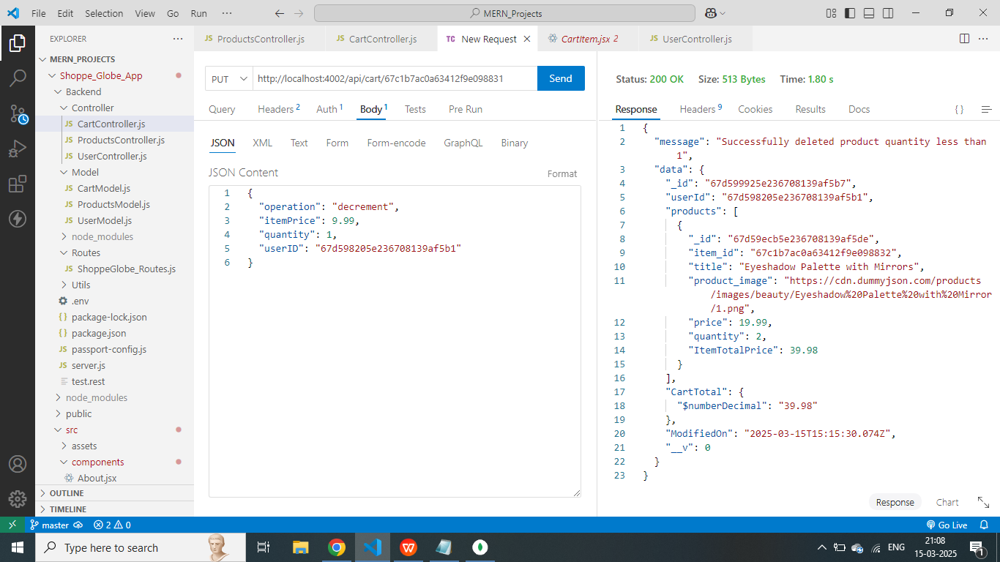 File Edit Selection View Go Run ··· MERN_Projects
EXPLORER ···
MERN_PROJECTS
Shoppe_Globe_App
Backend
Controller
JS CartController.js
JS ProductsController.js
JS UserController.js
Model
JS CartModel.js
JS ProductsModel.js
JS UserModel.js
node_modules
Routes
JS ShoppeGlobe_Routes.js
Utils
.env
{} package-lock.json
{} package.json
JS passport-config.js
JS server.js
test.rest
node_modules
public
src
assets
components
About.jsx
OUTLINE
TIMELINE
JS ProductsController.js JS CartController.js TC New Request CartItem.jsx 2 JS UserController.js ···
PUT http://localhost:4002/api/cart/67c1b7ac0a63412f9e098831 Send
Query Headers 2 Auth 1 Body 1 Tests Pre Run
JSON XML Text Form Form-encode GraphQL Binary
JSON Content Format
1 {
2 "operation": "decrement",
3 "itemPrice": 9.99,
4 "quantity": 1,
5 "userID": "67d598205e236708139af5b1"
6 }
Status: 200 OK Size: 513 Bytes Time: 1.80 s
Response Headers 9 Cookies Results Docs { }
1 {
2 "message": "Successfully deleted product quantity less than
1",
3 "data": {
4 "_id": "67d599925e236708139af5b7",
5 "userId": "67d598205e236708139af5b1",
6 "products": [
7 {
8 "_id": "67d59ecb5e236708139af5de",
9 "item_id": "67c1b7ac0a63412f9e098832",
10 "title": "Eyeshadow Palette with Mirrors",
11 "product_image": "https://cdn.dummyjson.com/products
/images/beauty/Eyeshadow%20Palette%20with%20Mirror
/1.png",
12 "price": 19.99,
13 "quantity": 2,
14 "ItemTotalPrice": 39.98
15 }
16 ],
17 "CartTotal": {
18 "$numberDecimal": "39.98"
19 },
20 "ModifiedOn": "2025-03-15T15:15:30.074Z",
21 "__v": 0
22 }
23 }
Response Chart
master 2 0 Go Live
Type here to search
ENG
21:08
15-03-2025
1